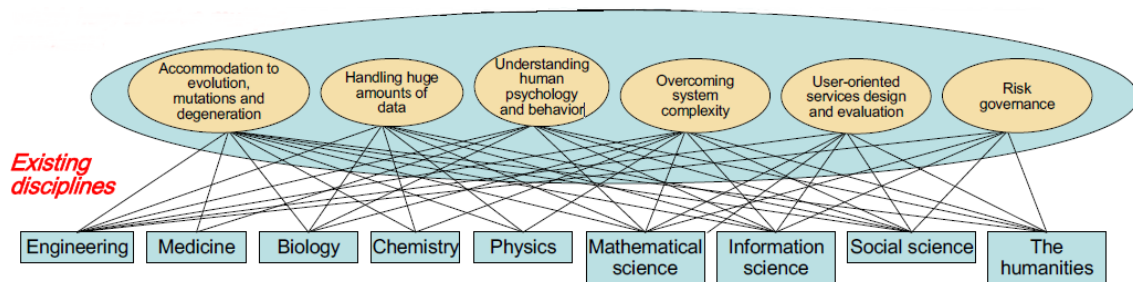 Accommodation to
evolution,
mutations and
degeneration
Handling huge
amounts of
data
Understanding
human
psychology
and behavior
Overcoming
system
complexity
User-oriented
services design
and evaluation
Risk
governance
Existing
disciplines
Engineering
Medicine
Biology
Chemistry
Physics
Mathematical
science
Information
science
Social science
The
humanities